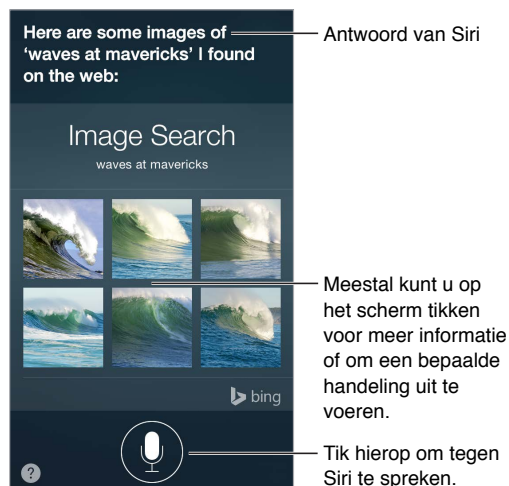 Here are some images of
‘waves at mavericks’ I found
on the web:
Antwoord van Siri
Image Search
waves at mavericks
Meestal kunt u op
het scherm tikken
voor meer informatie
of om een bepaalde
handeling uit te
voeren.
bing
?
Tik hierop om tegen
Siri te spreken.